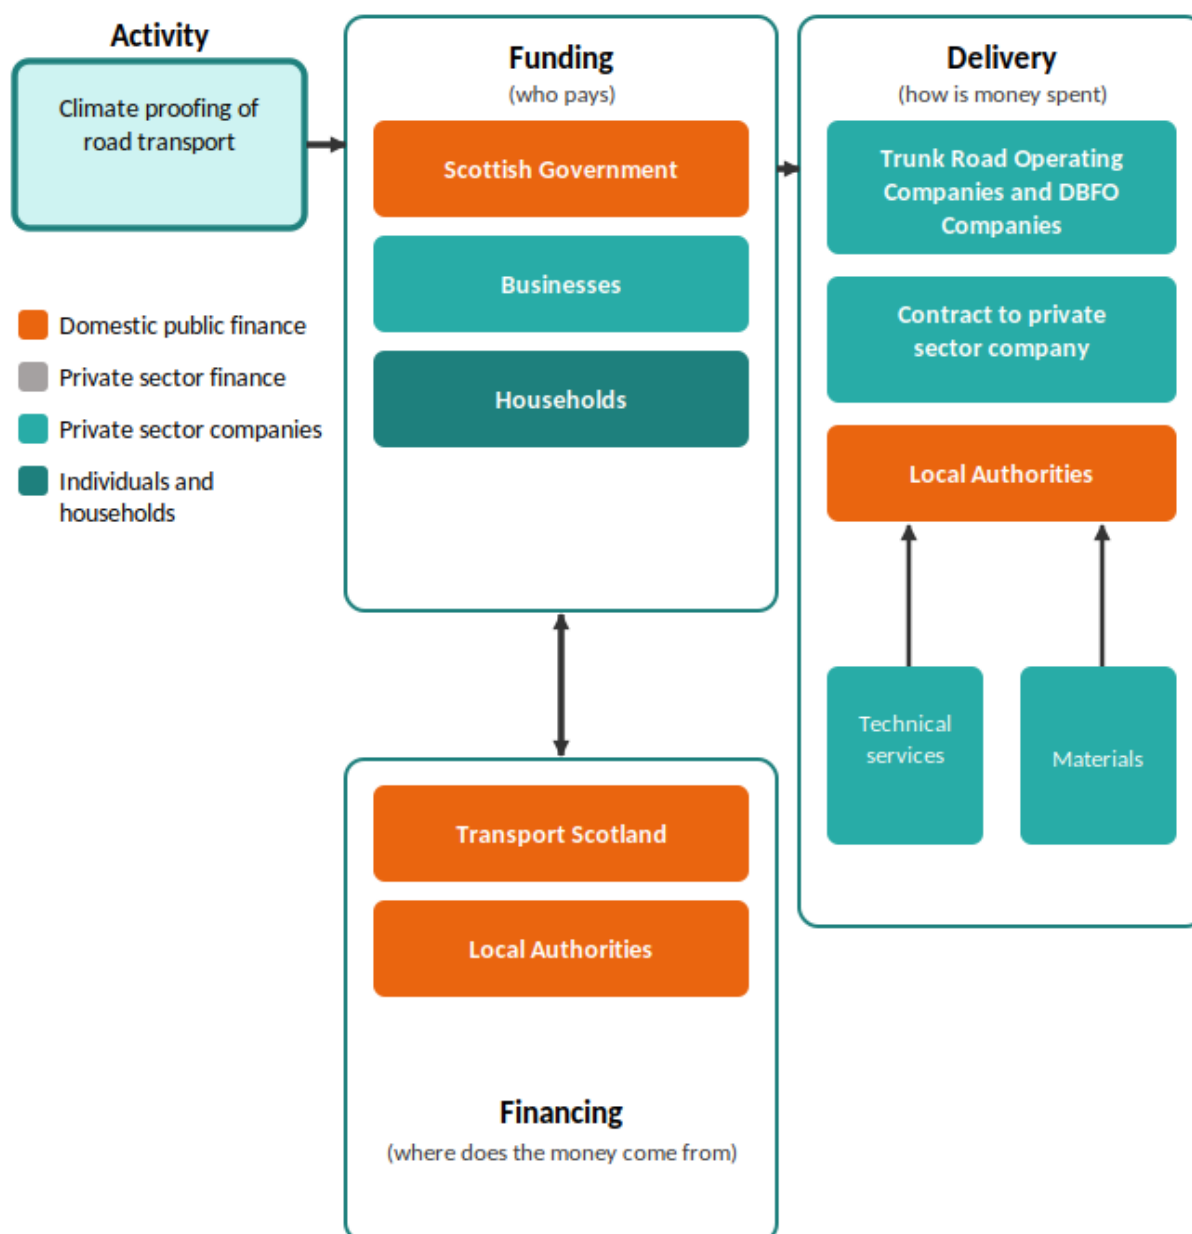 Activity
Climate proofing of
road transport
Domestic public finance
Private sector finance
Private sector companies
Individuals and
households
Funding
(who pays)
Scottish Government
Businesses
Households
Transport Scotland
Local Authorities
Financing
(where does the money come from)
Delivery
(how is money spent)
Trunk Road Operating
Companies and DBFO
Companies
Contract to private
sector company
Local Authorities
Technical
services
Materials